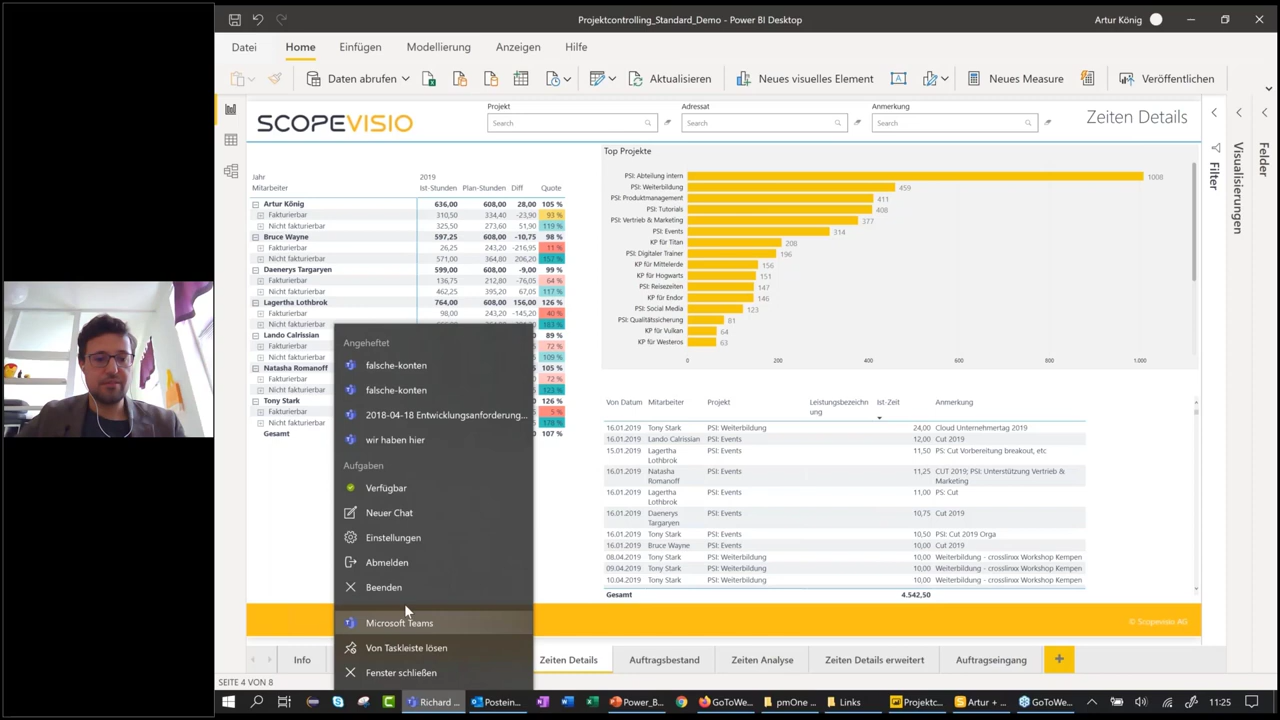 Projektcontrolling_Standard_Demo - Power BI Desktop
Artur König
Datei Home Einfügen Modellierung Anzeigen Hilfe
Daten abrufen Aktualisieren Neues visuelles Element Neues Measure Veröffentlichen
SCOPEVISIO
Projekt Adressat Anmerkung
Search Search Search
Zeiten Details
Filter
Visualisierungen
Felder
Jahr 2019
Mitarbeiter Ist-Stunden Plan-Stunden Diff Quote
Artur König 636,00 608,00 28,00 105 %
Fakturierbar 310,50 334,40 -23,90 93 %
Nicht fakturierbar 325,50 273,60 51,90 119 %
Bruce Wayne 597,25 608,00 -10,75 98 %
Fakturierbar 26,25 243,20 -216,95 11 %
Nicht fakturierbar 571,00 364,80 206,20 157 %
Daenerys Targaryen 599,00 608,00 -9,00 99 %
Fakturierbar 136,75 212,80 -76,05 64 %
Nicht fakturierbar 462,25 395,20 67,05 117 %
Lagertha Lothbrok 764,00 608,00 156,00 126 %
Fakturierbar 98,00 243,20 -145,20 40 %
Nicht fakturierbar 183 %
Lando Calrissian 89 %
Fakturierbar 72 %
Nicht fakturierbar 109 %
Natasha Romanoff 105 %
Fakturierbar 72 %
Nicht fakturierbar 123 %
Tony Stark 126 %
Fakturierbar 5 %
Nicht fakturierbar 178 %
Gesamt 107 %
Top Projekte
PSI: Abteilung intern 1008
PSI: Weiterbildung 459
PSI: Produktmanagement 411
PSI: Tutorials 408
PSI: Vertrieb & Marketing 377
PSI: Events 314
KP für Titan 208
PSI: Digitaler Trainer 196
KP für Mittelerde 156
KP für Hogwarts 151
PSI: Reisezeiten 147
KP für Endor 146
PSI: Social Media 123
PSI: Qualitätssicherung 81
KP für Vulkan 64
KP für Westeros 63
0 200 400 600 800 1.000
Von Datum Mitarbeiter Projekt Leistungsbezeichn Ist-Zeit Anmerkung
ung
16.01.2019 Tony Stark PSI: Weiterbildung 24,00 Cloud Unternehmertag 2019
16.01.2019 Lando Calrissian PSI: Events 12,00 Cut 2019
15.01.2019 Lagertha PSI: Events 11,50 PS: Cut Vorbereitung breakout, etc
Lothbrok
16.01.2019 Natasha PSI: Events 11,25 CUT 2019; PSI: Unterstützung Vertrieb &
Romanoff Marketing
16.01.2019 Lagertha PSI: Events 11,00 PS: Cut
Lothbrok
16.01.2019 Daenerys PSI: Events 10,75 Cut 2019
Targaryen
16.01.2019 Tony Stark PSI: Events 10,50 PSI: Cut 2019 Orga
16.01.2019 Bruce Wayne PSI: Events 10,00 Cut 2019
08.04.2019 Tony Stark PSI: Weiterbildung 10,00 Weiterbildung - crosslinxx Workshop Kempen
09.04.2019 Tony Stark PSI: Weiterbildung 10,00 Weiterbildung - crosslinxx Workshop Kempen
10.04.2019 Tony Stark PSI: Weiterbildung 10,00 Weiterbildung - crosslinxx Workshop Kempen
Gesamt 4.542,50
© Scopevisio AG
Angeheftet
falsche-konten
falsche-konten
2018-04-18 Entwicklungsanforderung...
wir haben hier
Aufgaben
Verfügbar
Neuer Chat
Einstellungen
Abmelden
Beenden
Microsoft Teams
Von Taskleiste lösen
Fenster schließen
Info Zeiten Details Auftragsbestand Zeiten Analyse Zeiten Details erweitert Auftragseingang +
SEITE 4 VON 8
Richard ... Postein... Power_B... GoToWe... pmOne ... Links Projektc... Artur + ... GoToWe... 11:25